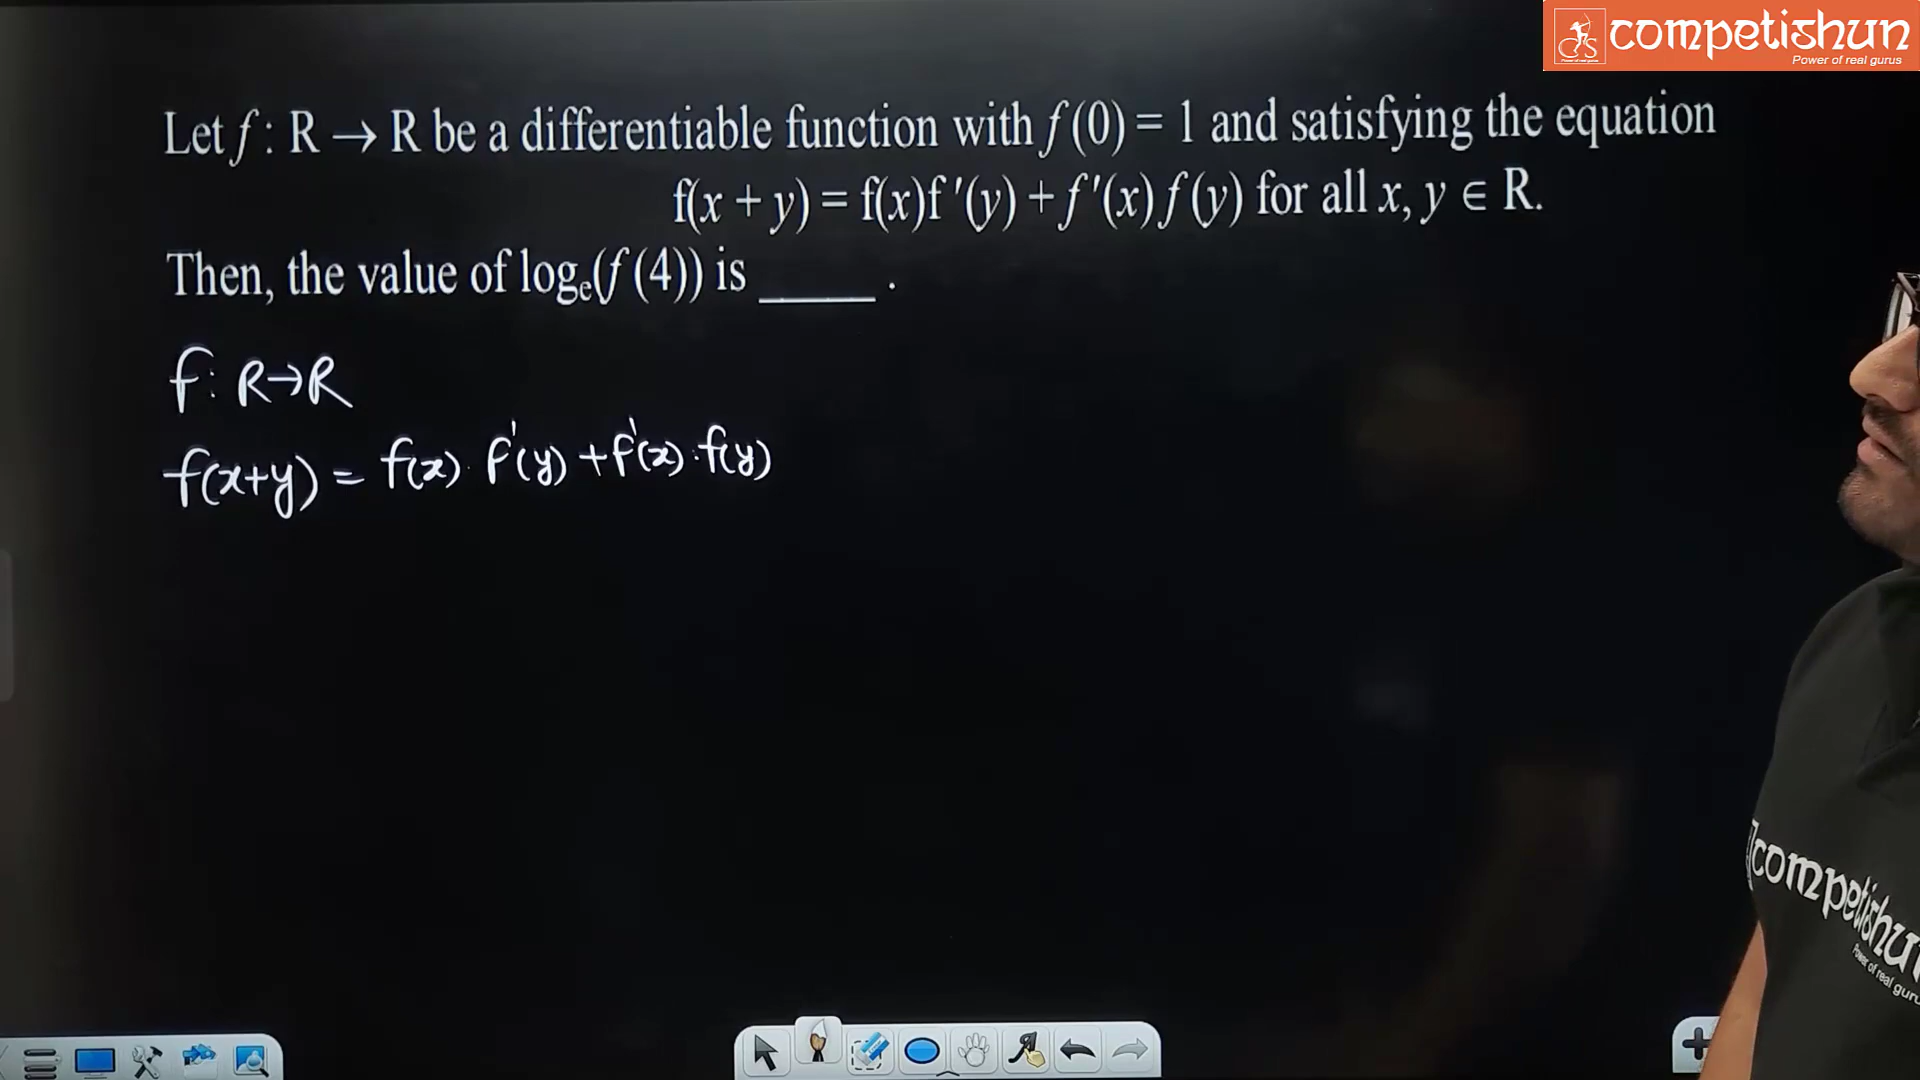 competishun
Power of real gurus
Let f : R → R be a differentiable function with f (0) = 1 and satisfying the equation
f(x + y) = f(x)f '(y) + f '(x) f (y) for all x, y ∈ R.
Then, the value of logₑ(f (4)) is _____ .
f: R→R
f(x+y) = f(x) · f'(y) + f'(x) · f(y)
competishun
Power of real guru